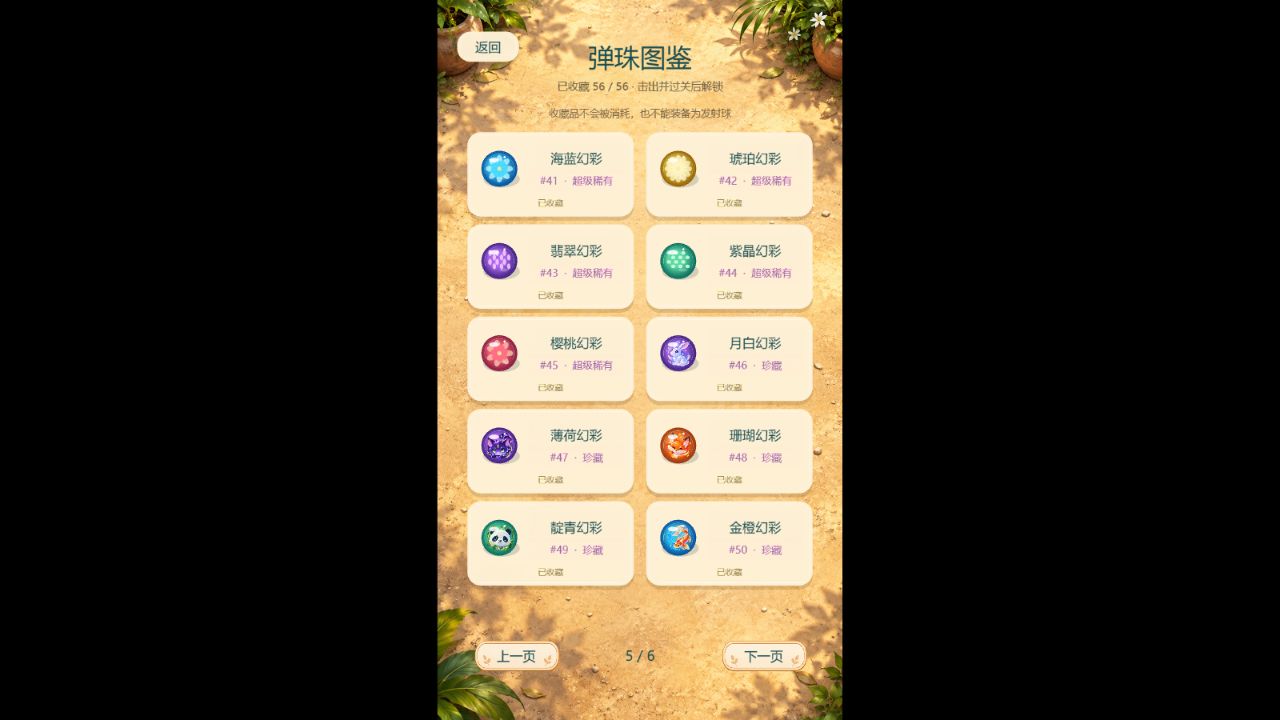 返回
弹珠图鉴
已收藏 56 / 56 · 击出并过关后解锁
收藏品不会被消耗，也不能装备为发射球
海蓝幻彩
#41 · 超级稀有
已收藏
琥珀幻彩
#42 · 超级稀有
已收藏
翡翠幻彩
#43 · 超级稀有
已收藏
紫晶幻彩
#44 · 超级稀有
已收藏
樱桃幻彩
#45 · 超级稀有
已收藏
月白幻彩
#46 · 珍藏
已收藏
薄荷幻彩
#47 · 珍藏
已收藏
珊瑚幻彩
#48 · 珍藏
已收藏
靛青幻彩
#49 · 珍藏
已收藏
金橙幻彩
#50 · 珍藏
已收藏
上一页
5 / 6
下一页